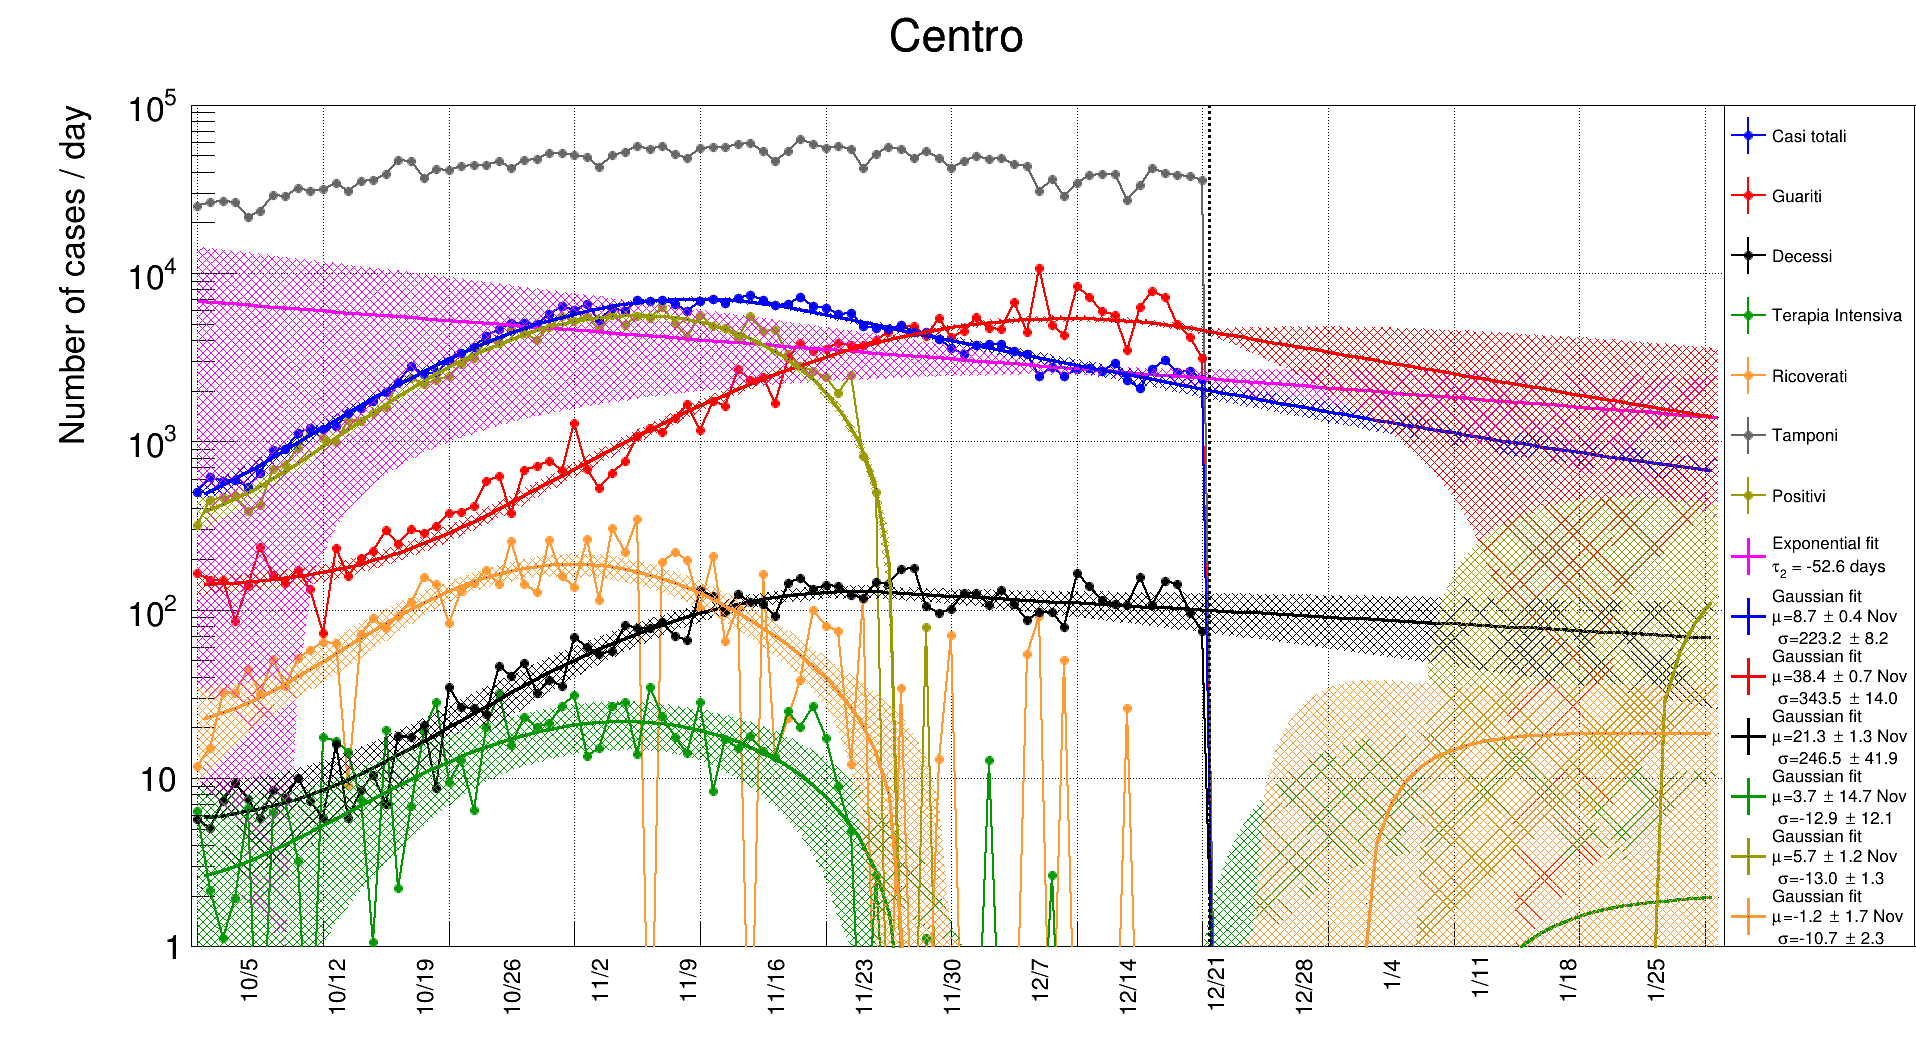 Centro
Number of cases / day
10^5
10^4
10^3
10^2
10
1
10/5
10/12
10/19
10/26
11/2
11/9
11/16
11/23
11/30
12/7
12/14
12/21
12/28
1/4
1/11
1/18
1/25
Casi totali
Guariti
Decessi
Terapia Intensiva
Ricoverati
Tamponi
Positivi
Exponential fit
τ2 = -52.6 days
Gaussian fit
μ=8.7 ± 0.4 Nov
σ=223.2 ± 8.2
Gaussian fit
μ=38.4 ± 0.7 Nov
σ=343.5 ± 14.0
Gaussian fit
μ=21.3 ± 1.3 Nov
σ=246.5 ± 41.9
Gaussian fit
μ=3.7 ± 14.7 Nov
σ=-12.9 ± 12.1
Gaussian fit
μ=5.7 ± 1.2 Nov
σ=-13.0 ± 1.3
Gaussian fit
μ=-1.2 ± 1.7 Nov
σ=-10.7 ± 2.3